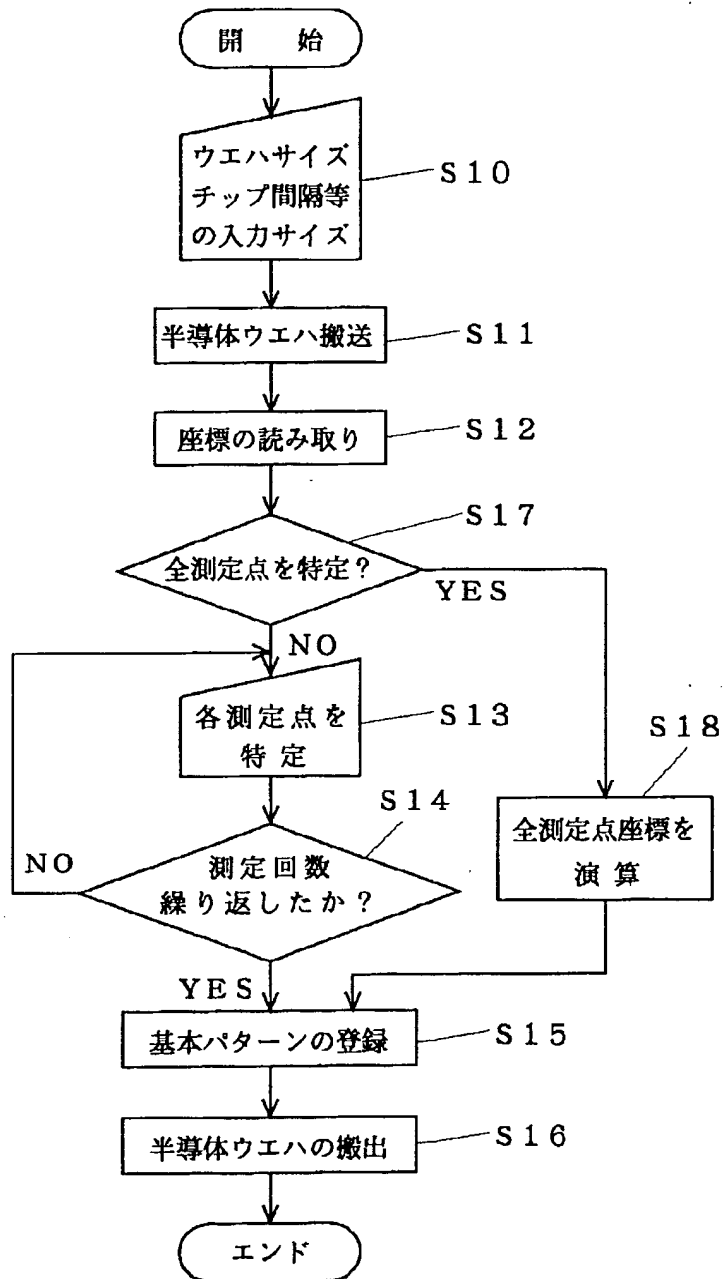 開 始
ウエハサイズ
チップ間隔等
の入力サイズ
S10
半導体ウエハ搬送
S11
座標の読み取り
S12
S17
全測定点を特定?
YES
NO
各測定点を
特定
S13
S18
全測定点座標を
演算
S14
測定回数
繰り返したか?
NO
YES
基本パターンの登録
S15
半導体ウエハの搬出
S16
エンド